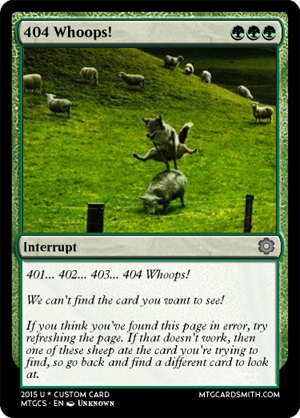 404 Whoops!
Interrupt
401... 402... 403... 404 Whoops!
We can't find the card you want to see!
If you think you've found this page in error, try
refreshing the page. If that doesn't work, then
one of these sheep ate the card you're trying to
find, so go back and find a different card to look
at.
2015 U * CUSTOM CARD
MTGCS • EN Unknown
MTGCARDSMITH.COM